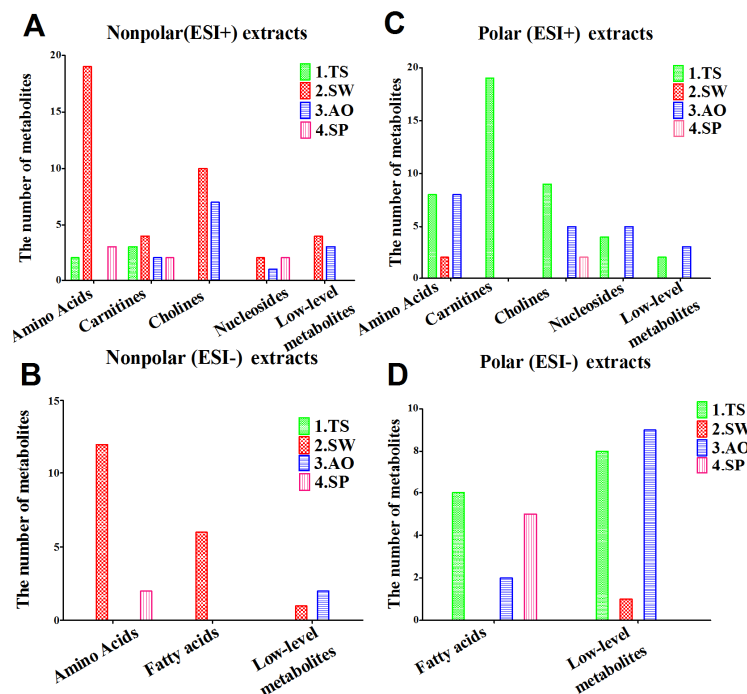 A
Nonpolar(ESI+) extracts
The number of metabolites
20
15
10
5
0
1.TS
2.SW
3.AO
4.SP
Amino Acids
Carnitines
Cholines
Nucleosides
Low-level
metabolites
C
Polar (ESI+) extracts
The number of metabolites
20
15
10
5
0
1.TS
2.SW
3.AO
4.SP
Amino Acids
Carnitines
Cholines
Nucleosides
Low-level
metabolites
B
Nonpolar (ESI-) extracts
The number of metabolites
15
10
5
0
1.TS
2.SW
3.AO
4.SP
Amino Acids
Fatty acids
Low-level
metabolites
D
Polar (ESI-) extracts
The number of metabolites
10
8
6
4
2
0
1.TS
2.SW
3.AO
4.SP
Fatty acids
Low-level
metabolites